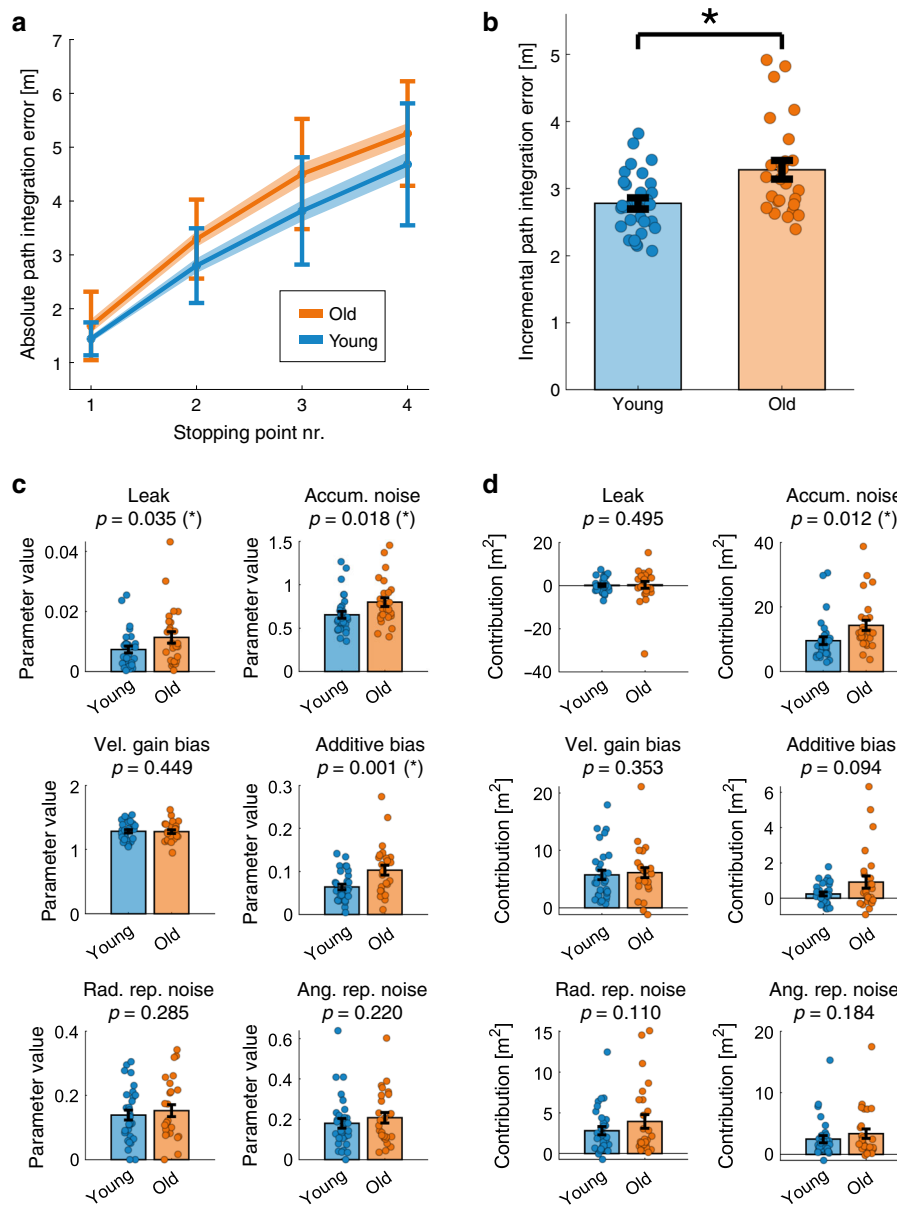 a
Absolute path integration error [m]
7
6
5
4
3
2
1
1 2 3 4
Stopping point nr.
Old
Young
b
Incremental path integration error [m]
*
5
4
3
2
1
0
Young Old
c
Leak
p = 0.035 (*)
Parameter value
0.04
0.02
0
Young Old
Accum. noise
p = 0.018 (*)
Parameter value
1.5
1
0.5
0
Young Old
Vel. gain bias
p = 0.449
Parameter value
2
1
0
Young Old
Additive bias
p = 0.001 (*)
Parameter value
0.3
0.2
0.1
0
Young Old
Rad. rep. noise
p = 0.285
Parameter value
0.4
0.2
0
Young Old
Ang. rep. noise
p = 0.220
Parameter value
0.8
0.6
0.4
0.2
0
Young Old
d
Leak
p = 0.495
Contribution [m²]
20
0
−20
−40
Young Old
Accum. noise
p = 0.012 (*)
Contribution [m²]
40
20
0
Young Old
Vel. gain bias
p = 0.353
Contribution [m²]
20
10
0
Young Old
Additive bias
p = 0.094
Contribution [m²]
6
4
2
0
Young Old
Rad. rep. noise
p = 0.110
Contribution [m²]
15
10
5
0
Young Old
Ang. rep. noise
p = 0.184
Contribution [m²]
20
10
0
Young Old